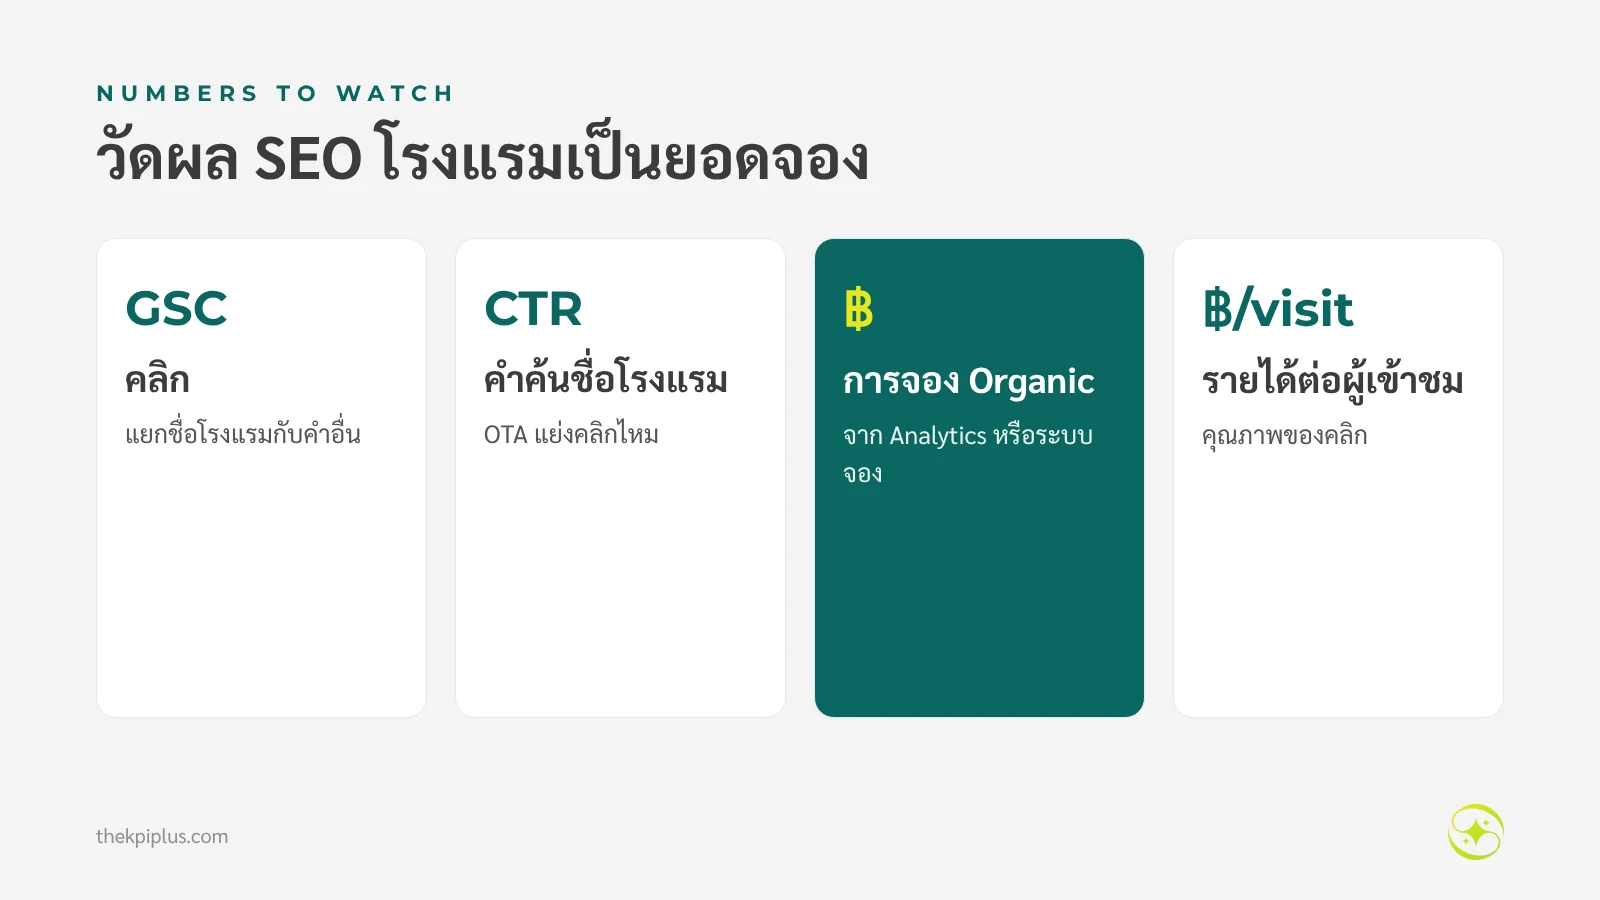 NUMBERS TO WATCH
วัดผล SEO โรงแรมเป็นยอดจอง
GSC
คลิก
แยกชื่อโรงแรมกับคำอื่น
CTR
คำค้นชื่อโรงแรม
OTA แย่งคลิกไหม
฿
การจอง Organic
จาก Analytics หรือระบบ
จอง
฿/visit
รายได้ต่อผู้เข้าชม
คุณภาพของคลิก
thekpiplus.com